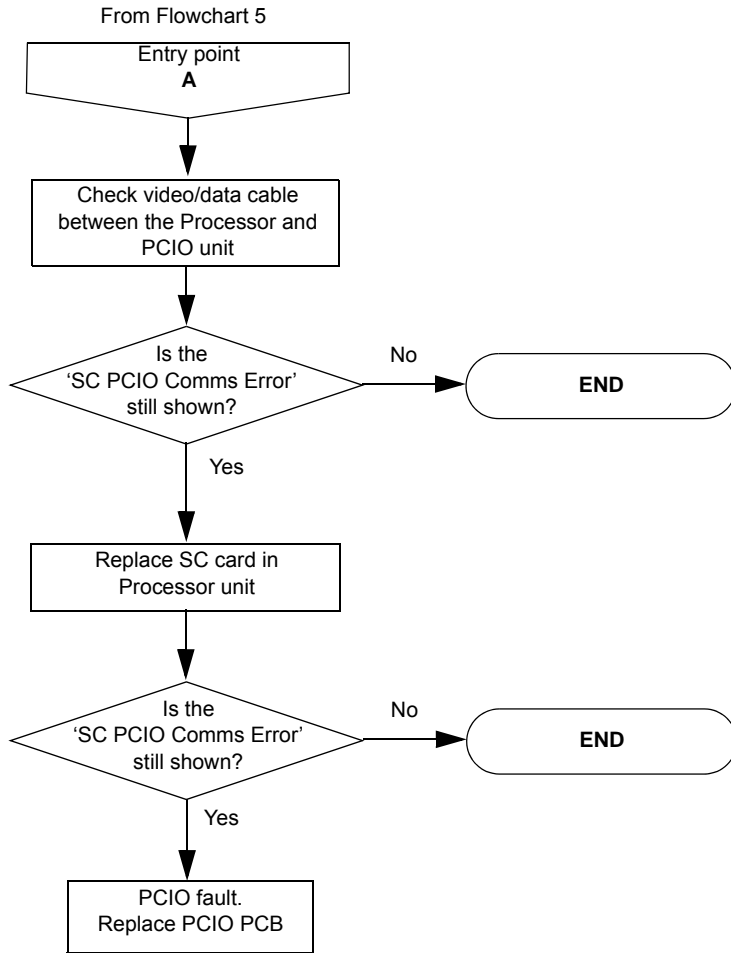 From Flowchart 5
Entry point
A
Check video/data cable
between the Processor and
PCIO unit
Is the
‘SC PCIO Comms Error’
still shown?
No
END
Yes
Replace SC card in
Processor unit
Is the
‘SC PCIO Comms Error’
still shown?
No
END
Yes
PCIO fault.
Replace PCIO PCB